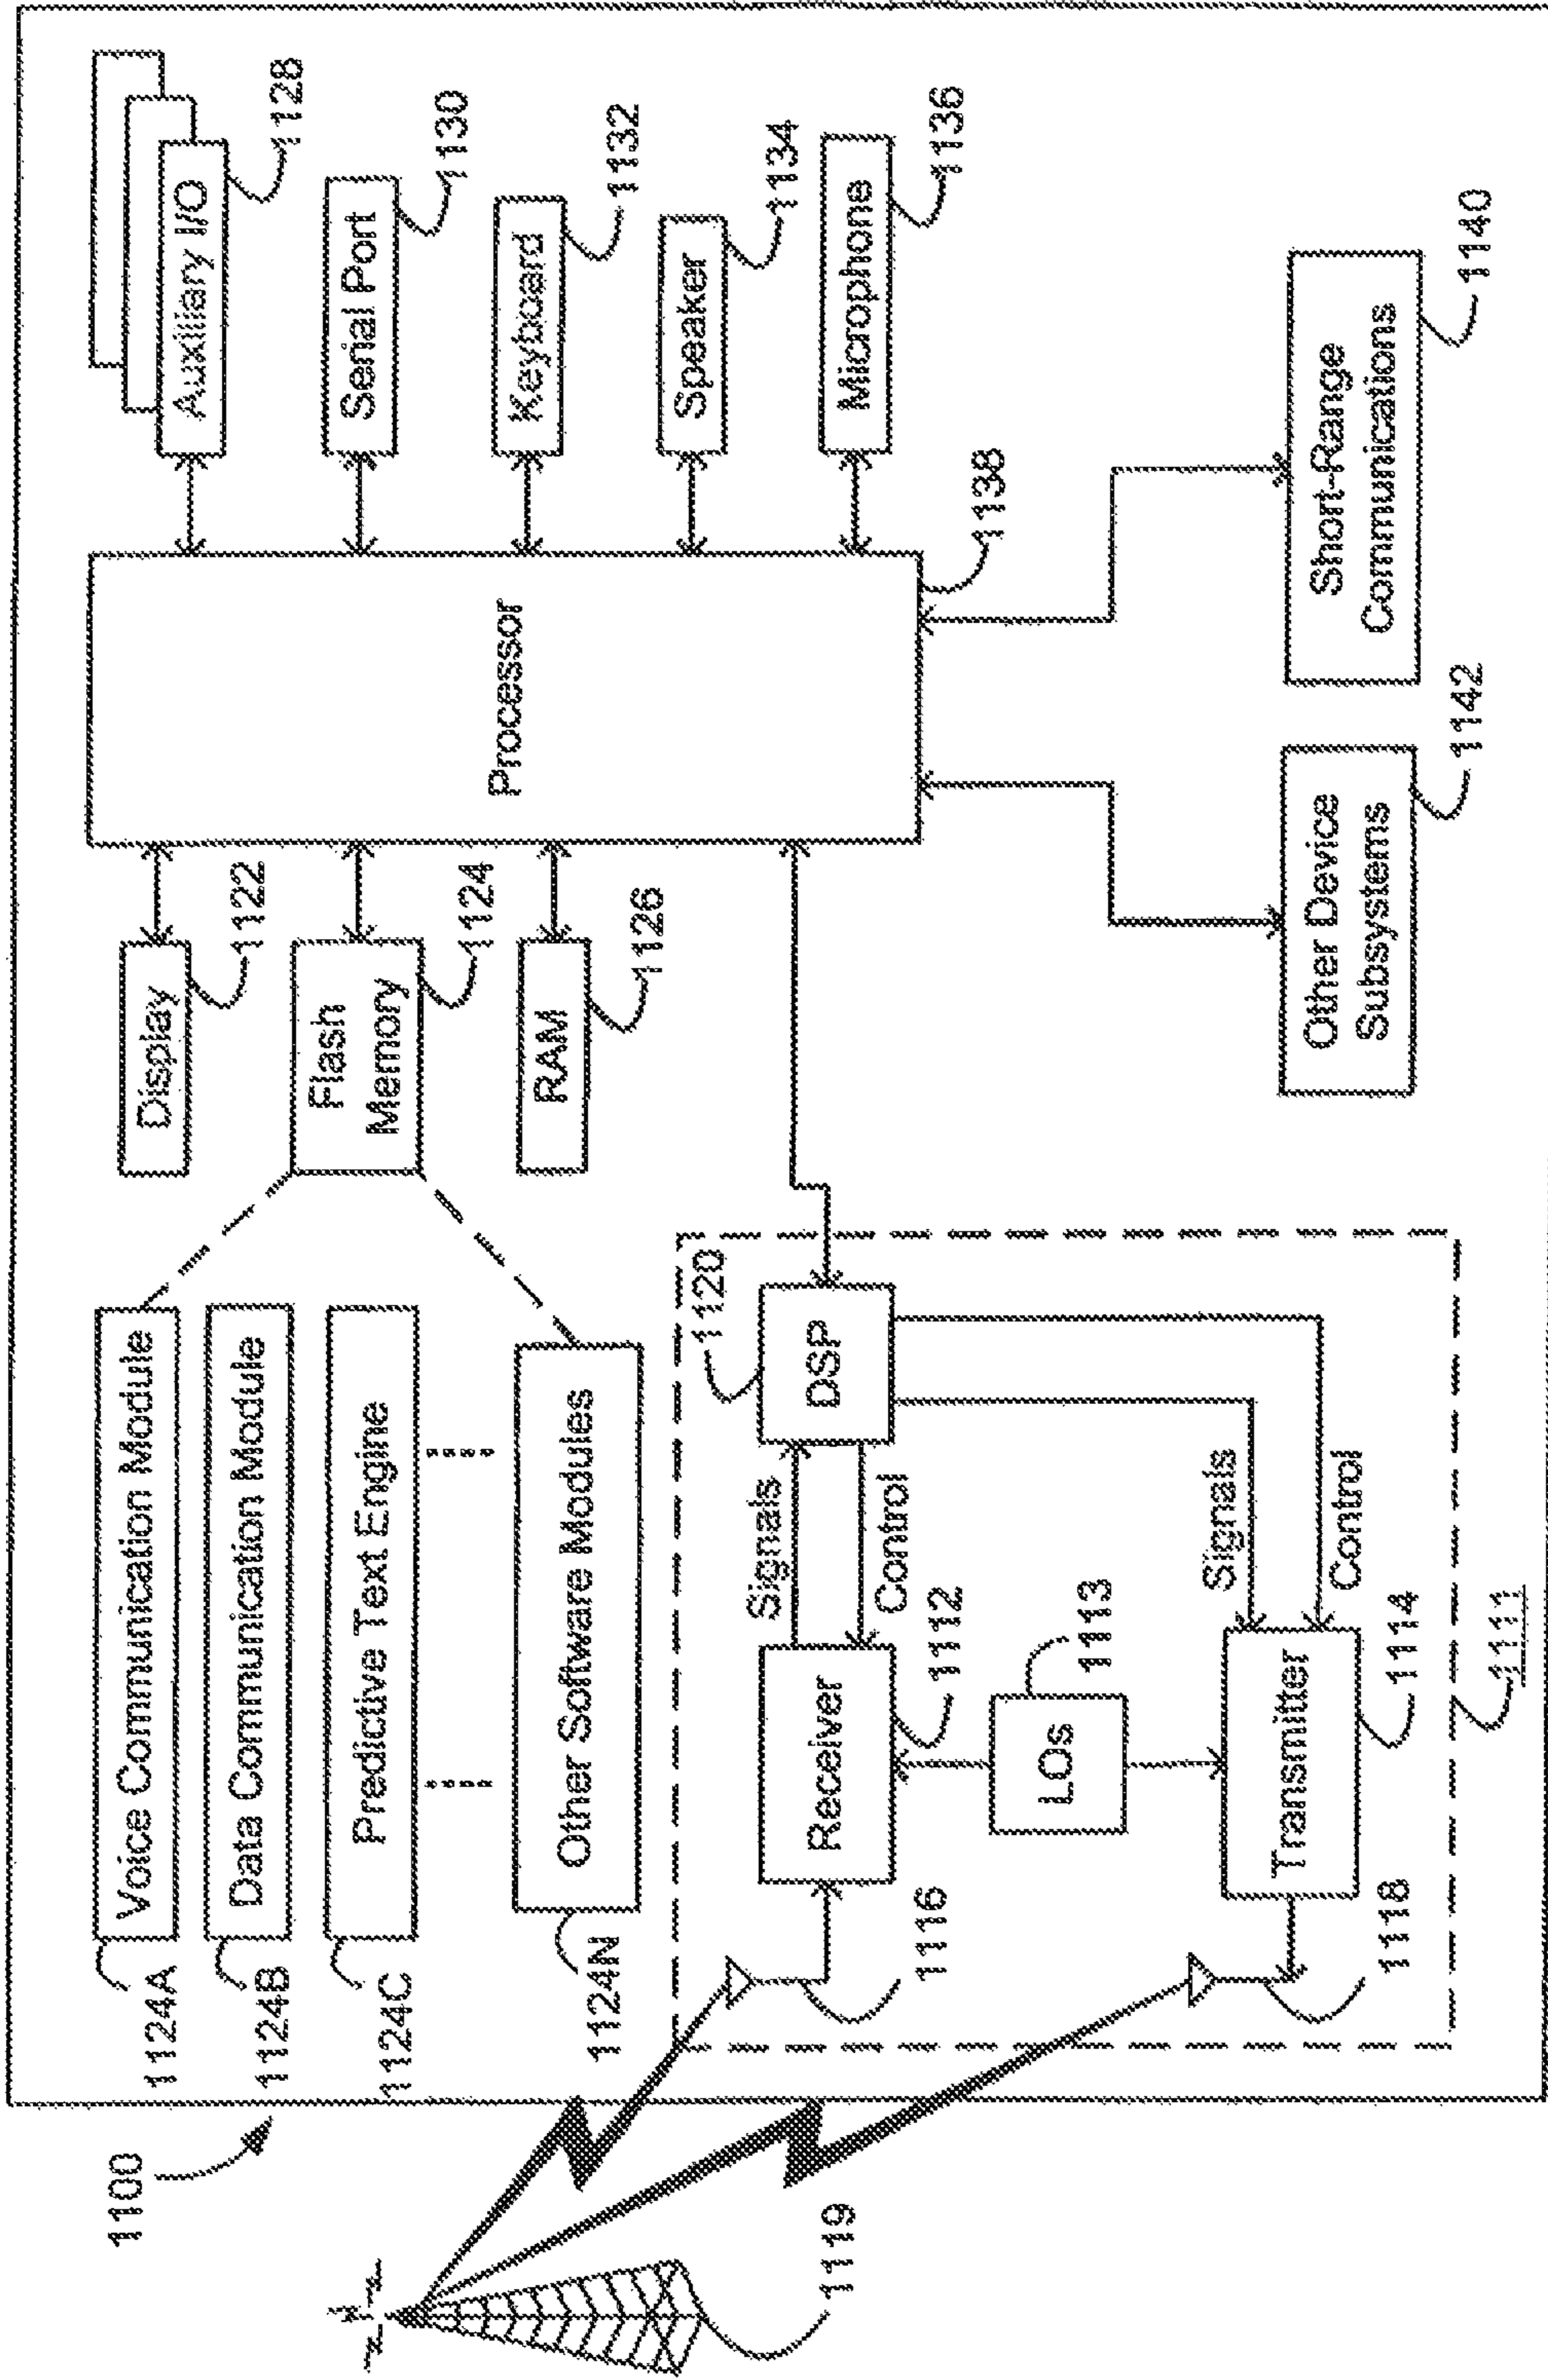 1100
1119
1124A
Voice Communication Module
1124B
Data Communication Module
1124C
Predictive Text Engine
1124N
Other Software Modules
Display
1122
Flash
Memory
1124
RAM
1126
Processor
1138
Auxiliary I/O
1128
Serial Port
1130
Keyboard
1132
Speaker
1134
Microphone
1136
1120
DSP
Signals
Control
Receiver
1112
1116
LOs
1113
Signals
Control
Transmitter
1114
1118
1111
Other Device
Subsystems
1142
Short-Range
Communications
1140